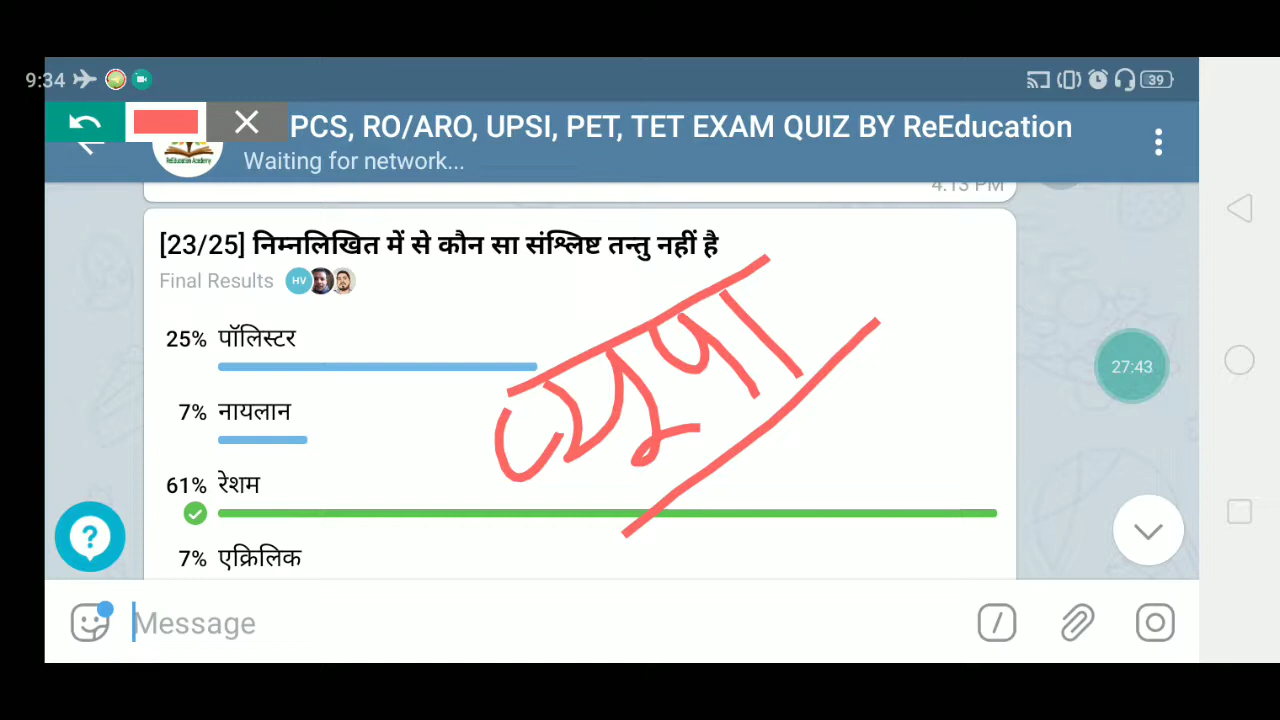 9:34
39
PCS, RO/ARO, UPSI, PET, TET EXAM QUIZ BY ReEducation
ReEducation Academy
Waiting for network...
4:13 PM
[23/25] निम्नलिखित में से कौन सा संश्लिष्ट तन्तु नहीं है
Final Results
HV
25% पॉलिस्टर
7% नायलान
61% रेशम
7% एक्रिलिक
प्यूपा
27:43
?
Message
/